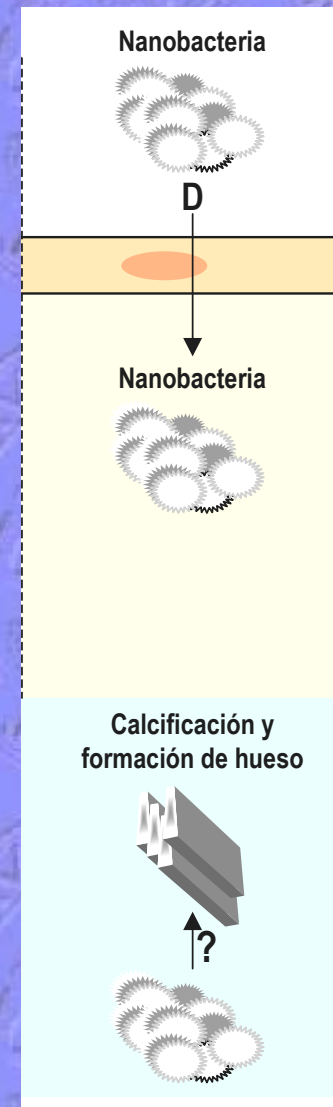 Nanobacteria
D
Nanobacteria
Calcificación y
formación de hueso
?